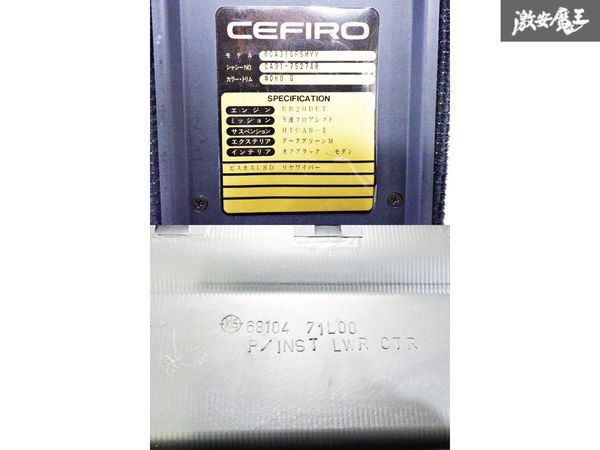 激安魔王
CEFIRO
モデル KCA31GFSRYV
シャシーNO. CA31-752748
カラー・トリム #DH0 G
SPECIFICATION
エンジン RB20DET
ミッション 5速フロアシフト
サスペンション HICAS-Ⅱ
エクステリア ダークグリーンM
インテリア オフブラック モダン
ビスカスLSD リヤワイパー
68104 71L00
P/INST LWR CTR